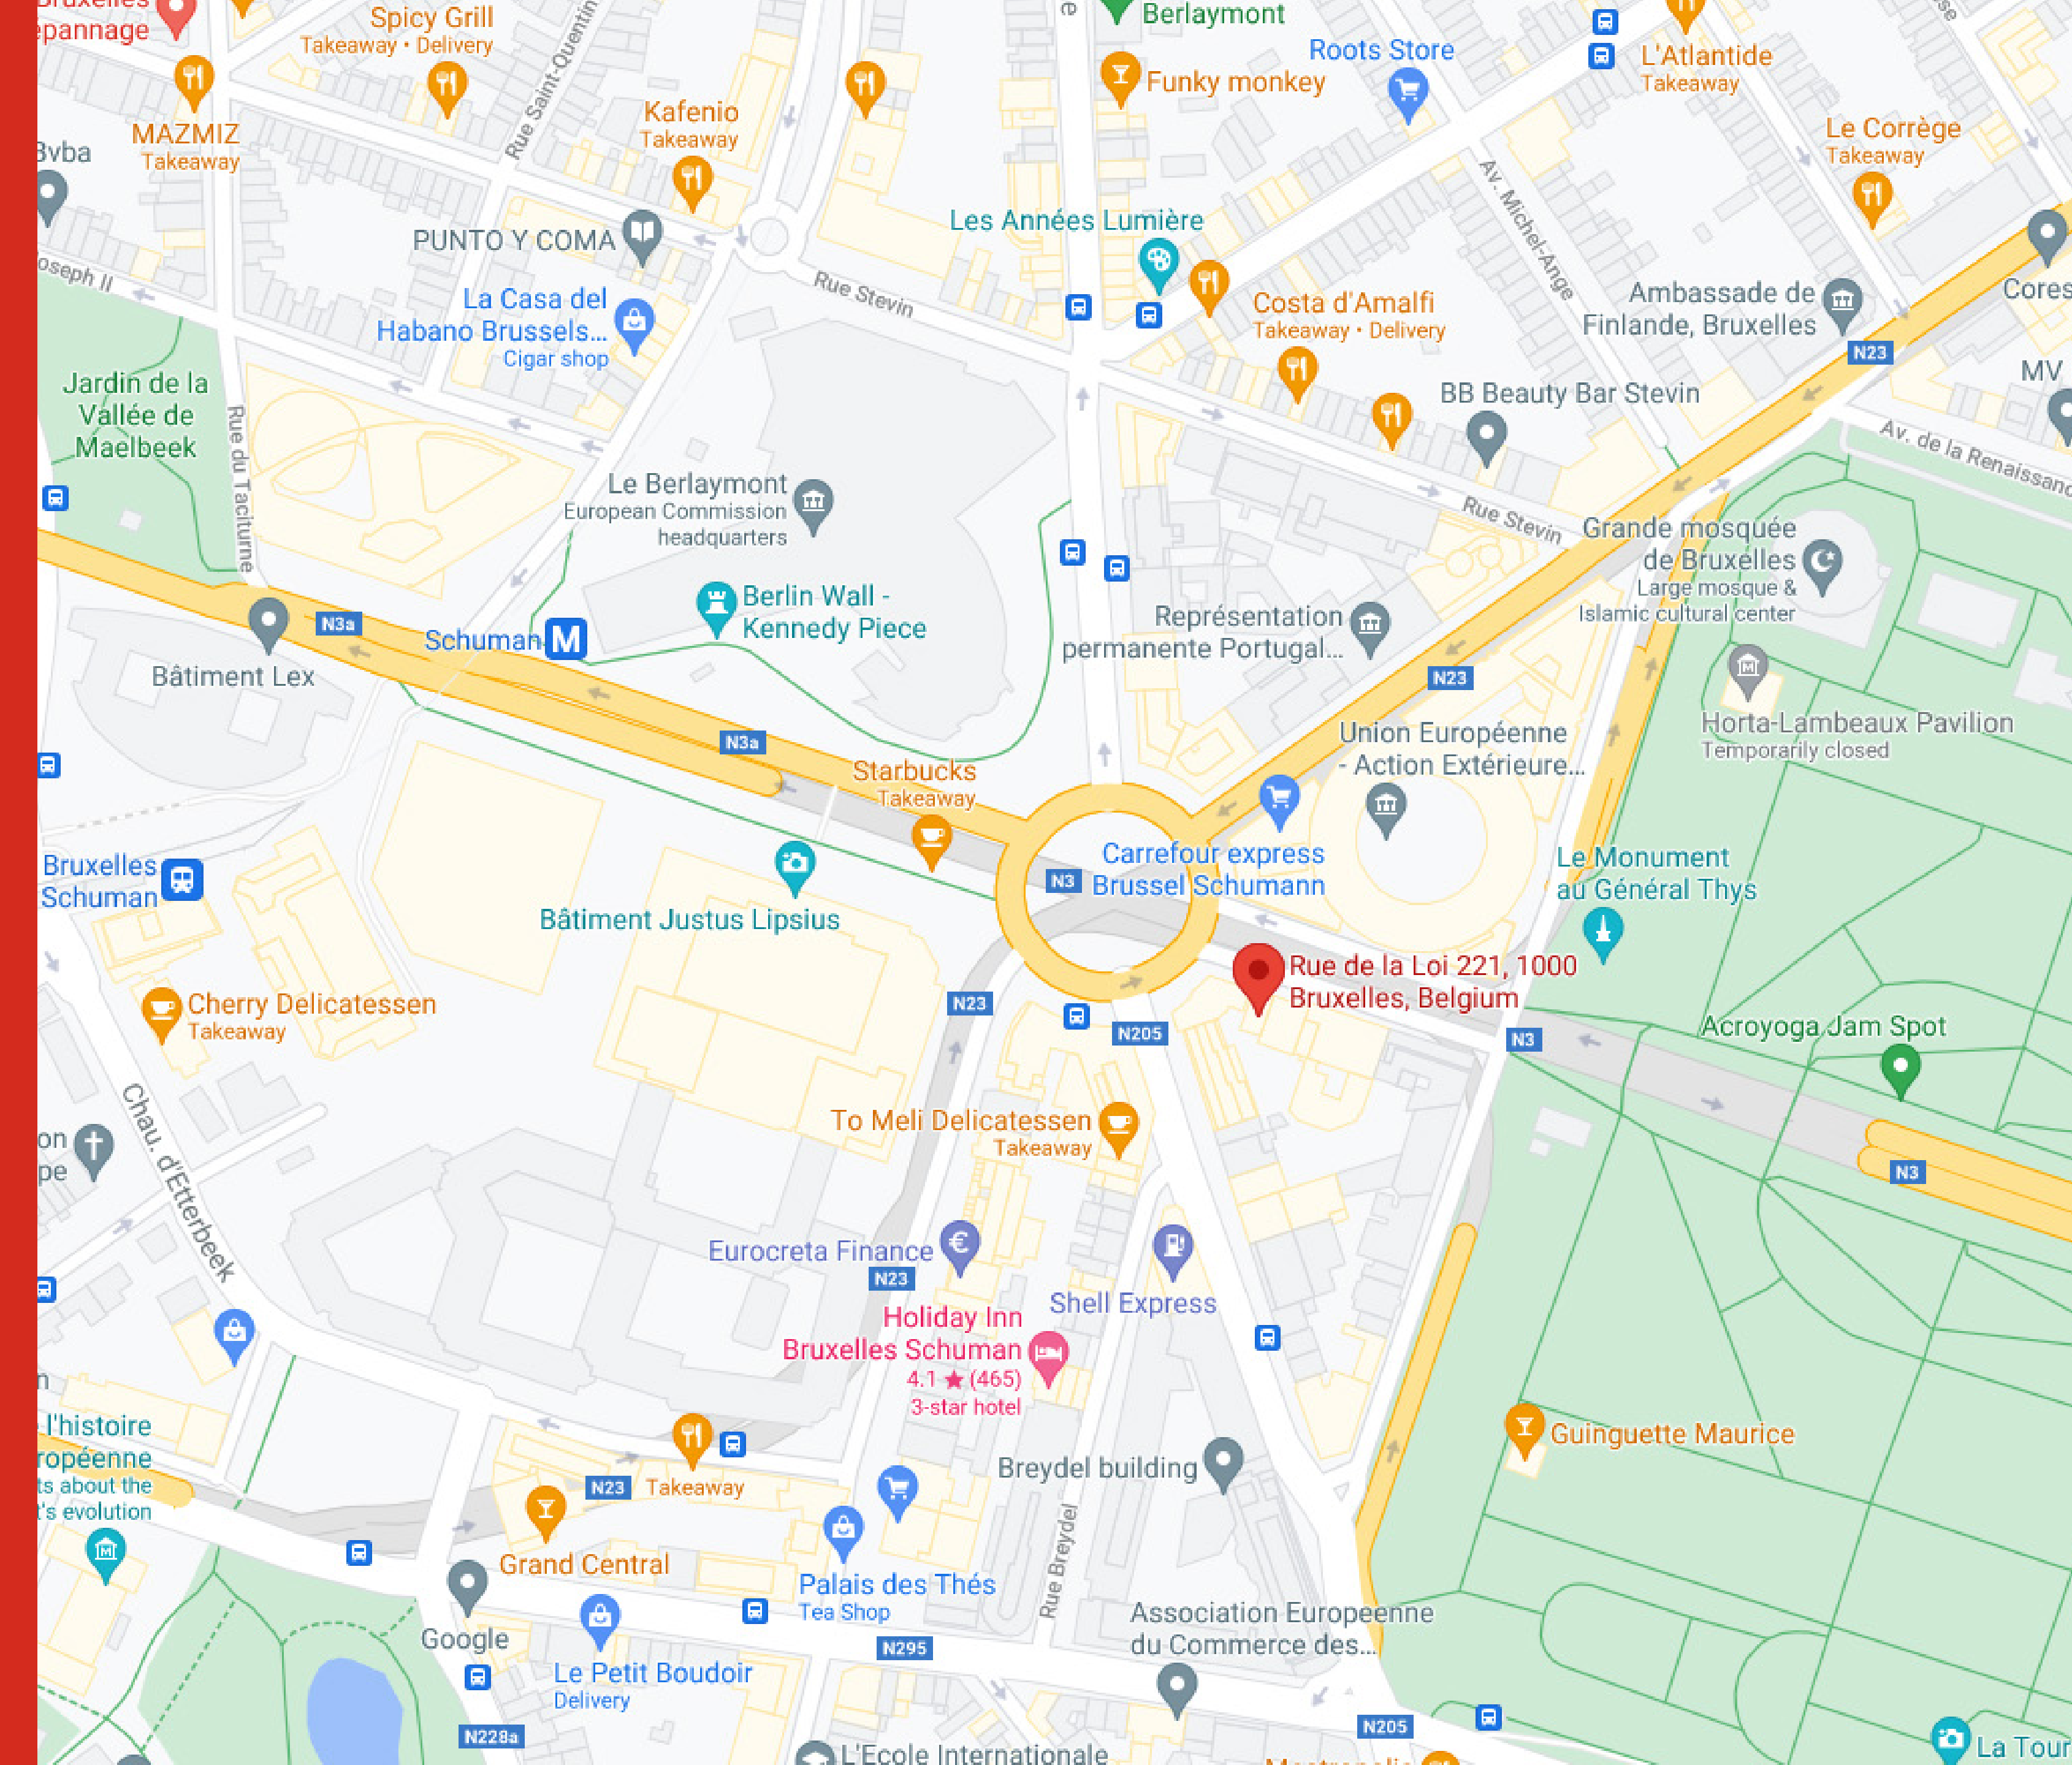 Bruxelles
épannage
Spicy Grill
Takeaway • Delivery
Rue Saint-Quentin
Berlaymont
Funky monkey
Roots Store
L'Atlantide
Takeaway
MAZMIZ
Takeaway
Kafenio
Takeaway
Le Corrège
Takeaway
Bvba
PUNTO Y COMA
Les Années Lumière
Av. Michel-Ange
oseph II
La Casa del
Habano Brussels...
Cigar shop
Rue Stevin
Costa d'Amalfi
Takeaway • Delivery
Ambassade de
Finlande, Bruxelles
Cores
N23
MV
Jardin de la
Vallée de
Maelbeek
Rue du Taciturne
BB Beauty Bar Stevin
Av. de la Renaissanc
Le Berlaymont
European Commission
headquarters
Rue Stevin
Grande mosquée
de Bruxelles
Large mosque &
Islamic cultural center
Berlin Wall -
Kennedy Piece
Représentation
permanente Portugal...
N3a
Schuman
M
Bâtiment Lex
N23
Horta-Lambeaux Pavilion
Temporarily closed
N3a
Union Européenne
- Action Extérieure...
Starbucks
Takeaway
Bruxelles
Schuman
Carrefour express
Brussel Schumann
N3
Le Monument
au Général Thys
Bâtiment Justus Lipsius
Rue de la Loi 221, 1000
Bruxelles, Belgium
Cherry Delicatessen
Takeaway
N23
N205
N3
Acroyoga Jam Spot
Chau. d'Etterbeek
To Meli Delicatessen
Takeaway
on
pe
N3
Eurocreta Finance
N23
Shell Express
Holiday Inn
Bruxelles Schuman
4.1 ★ (465)
3-star hotel
n
l'histoire
ropéenne
ts about the
t's evolution
Guinguette Maurice
Breydel building
N23
Takeaway
Grand Central
Rue Breydel
Palais des Thés
Tea Shop
Google
Association Europeenne
du Commerce des...
N295
Le Petit Boudoir
Delivery
N228a
N205
L'Ecole Internationale
La Tour